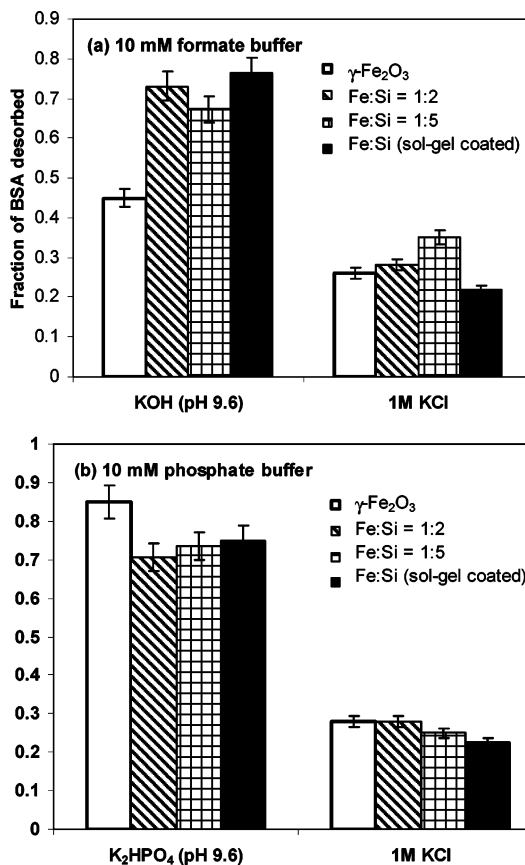 (a) 10 mM formate buffer
Fraction of BSA desorbed
0.9
0.8
0.7
0.6
0.5
0.4
0.3
0.2
0.1
0
γ-Fe₂O₃
Fe:Si = 1:2
Fe:Si = 1:5
Fe:Si (sol-gel coated)
KOH (pH 9.6)
1M KCl
(b) 10 mM phosphate buffer
1
0.9
0.8
0.7
0.6
0.5
0.4
0.3
0.2
0.1
0
γ-Fe₂O₃
Fe:Si = 1:2
Fe:Si = 1:5
Fe:Si (sol-gel coated)
K₂HPO₄ (pH 9.6)
1M KCl